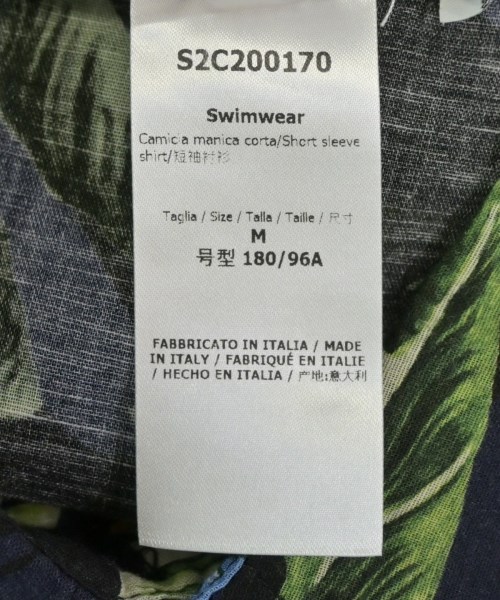 S2C200170
Swimwear
Camicia manica corta/Short sleeve
shirt/短袖衬衫
Taglia / Size / Talla / Taille / 尺寸
M
号型 180/96A
FABBRICATO IN ITALIA / MADE
IN ITALY / FABRIQUÉ EN ITALIE
/ HECHO EN ITALIA / 产地:意大利